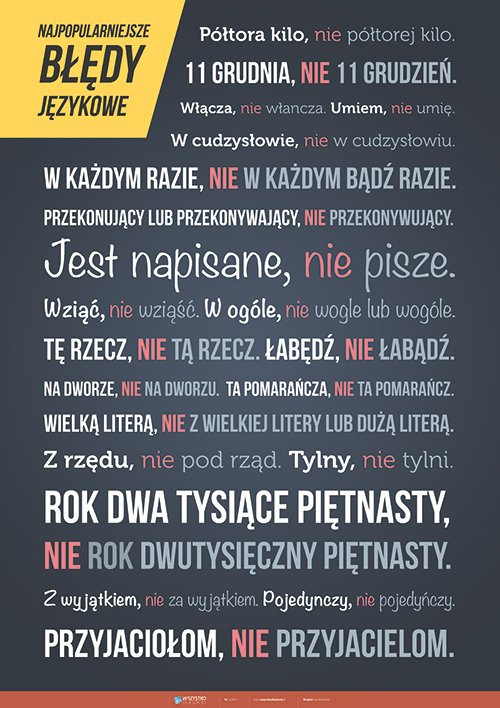 NAJPOPULARNIEJSZE
BŁĘDY
JĘZYKOWE
Półtora kilo, nie półtorej kilo.
11 GRUDNIA, NIE 11 GRUDZIEŃ.
Włącza, nie włancza. Umiem, nie umię.
W cudzysłowie, nie w cudzysłowiu.
W KAŻDYM RAZIE, NIE W KAŻDYM BĄDŹ RAZIE.
PRZEKONUJĄCY LUB PRZEKONYWAJĄCY, NIE PRZEKONYWUJĄCY.
Jest napisane, nie pisze.
Wziąć, nie wziąść. W ogóle, nie wogle lub wogóle.
TĘ RZECZ, NIE TĄ RZECZ. ŁABĘDŹ, NIE ŁABĄDŹ.
NA DWORZE, NIE NA DWORZU. TA POMARAŃCZA, NIE TA POMARAŃCZ.
WIELKĄ LITERĄ, NIE Z WIELKIEJ LITERY LUB DUŻĄ LITERĄ.
Z rzędu, nie pod rząd. Tylny, nie tylni.
ROK DWA TYSIĄCE PIĘTNASTY,
NIE ROK DWUTYSIĘCZNY PIĘTNASTY.
Z wyjątkiem, nie za wyjątkiem. Pojedynczy, nie pojedyńczy.
PRZYJACIOŁOM, NIE PRZYJACIELOM.
WSZYSTKO